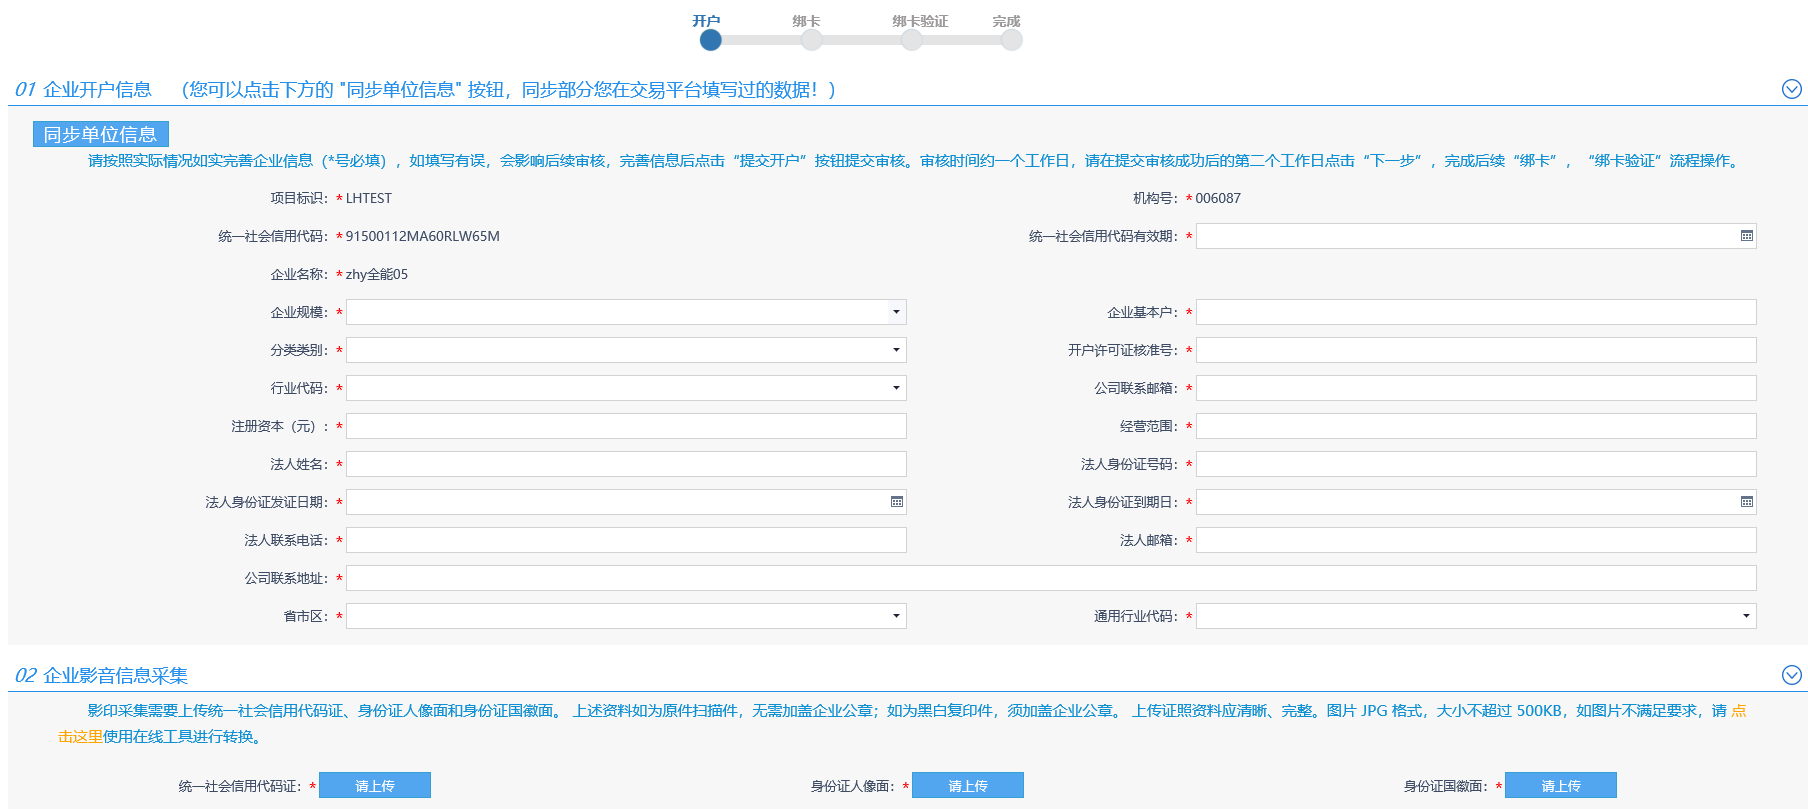 开户
绑卡
绑卡验证
完成
01 企业开户信息 （您可以点击下方的 "同步单位信息" 按钮，同步部分您在交易平台填写过的数据！）
同步单位信息
请按照实际情况如实完善企业信息（*号必填），如填写有误，会影响后续审核，完善信息后点击“提交开户”按钮提交审核。审核时间约一个工作日，请在提交审核成功后的第二个工作日点击“下一步”，完成后续“绑卡”，“绑卡验证”流程操作。
项目标识：*LHTEST
机构号：*006087
统一社会信用代码：*91500112MA60RLW65M
统一社会信用代码有效期：*
企业名称：*zhy全能05
企业规模：*
企业基本户：*
分类类别：*
开户许可证核准号：*
行业代码：*
公司联系邮箱：*
注册资本（元）：*
经营范围：*
法人姓名：*
法人身份证号码：*
法人身份证发证日期：*
法人身份证到期日：*
法人联系电话：*
法人邮箱：*
公司联系地址：*
省市区：*
通用行业代码：*
02 企业影音信息采集
影印采集需要上传统一社会信用代码证、身份证人像面和身份证国徽面。 上述资料如为原件扫描件，无需加盖企业公章；如为黑白复印件，须加盖企业公章。 上传证照资料应清晰、完整。图片 JPG 格式，大小不超过 500KB，如图片不满足要求，请 点
击这里使用在线工具进行转换。
统一社会信用代码证：* 请上传
身份证人像面：* 请上传
身份证国徽面：* 请上传